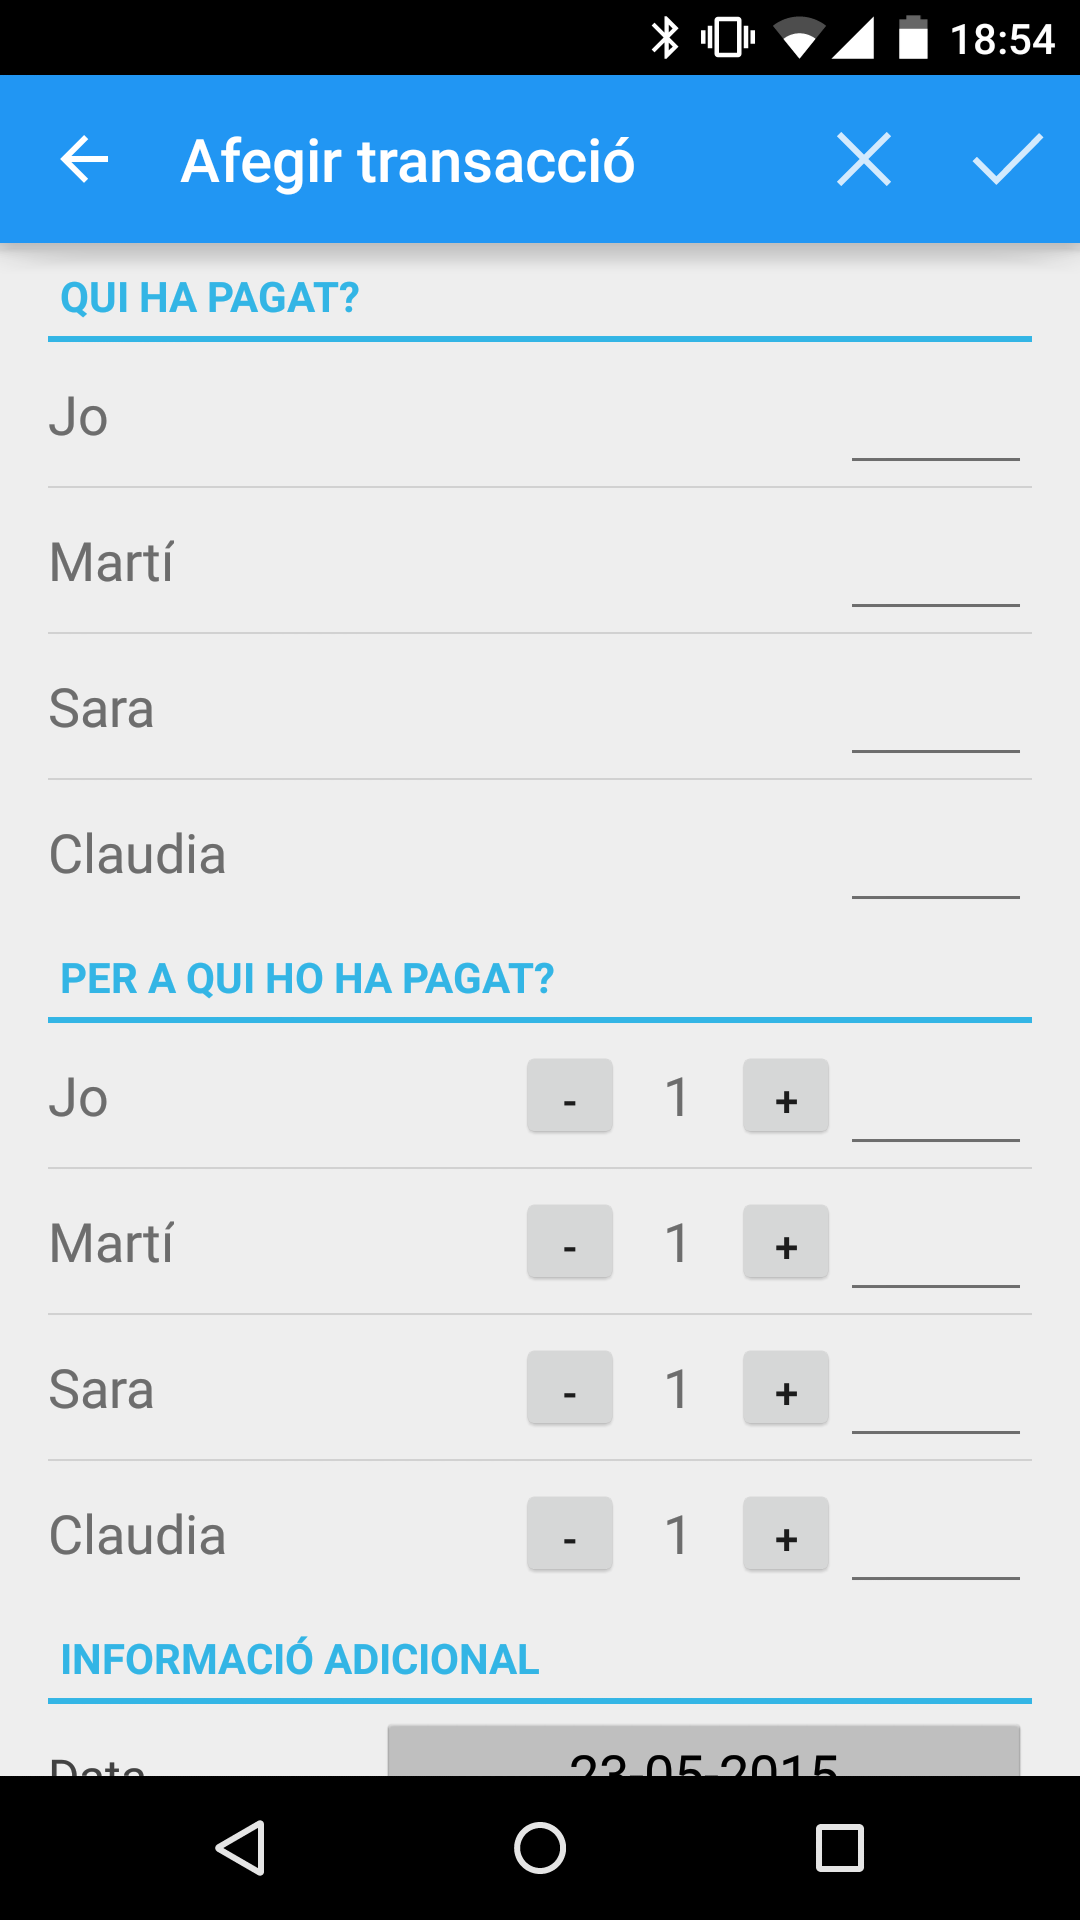 18:54
Afegir transacció
QUI HA PAGAT?
Jo
Martí
Sara
Claudia
PER A QUI HO HA PAGAT?
Jo - 1 +
Martí - 1 +
Sara - 1 +
Claudia - 1 +
INFORMACIÓ ADICIONAL
Data 23-05-2015